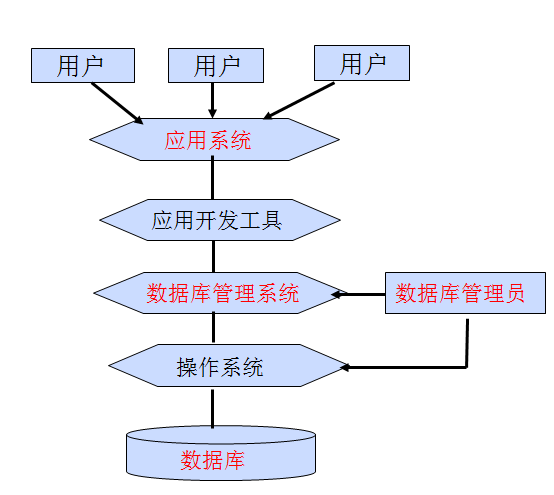 用户
用户
用户
应用系统
应用开发工具
数据库管理系统
数据库管理员
操作系统
数据库